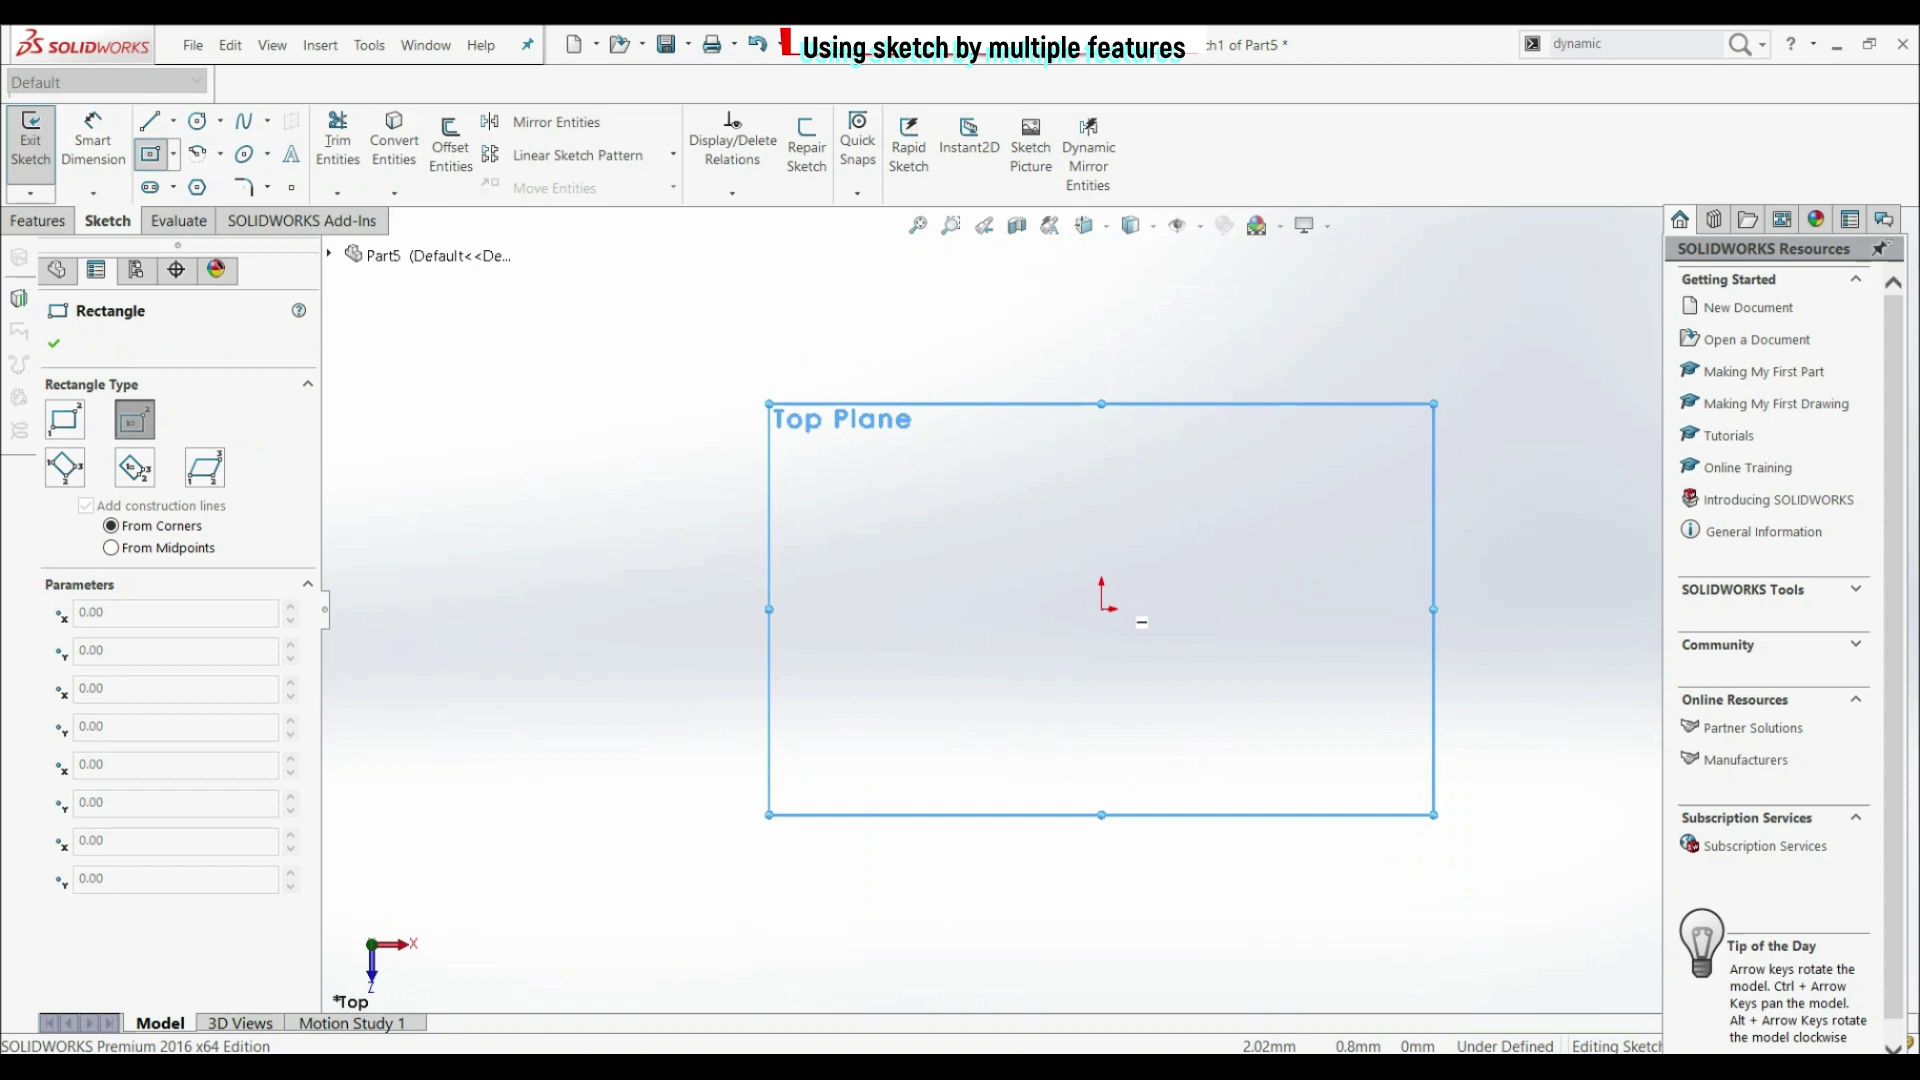 SOLIDWORKS
File Edit View Insert Tools Window Help
Using sketch by multiple features
ch1 of Part5 *
dynamic
?
Default
Exit Sketch
Smart Dimension
Trim Entities
Convert Entities
Offset Entities
Mirror Entities
Linear Sketch Pattern
Move Entities
Display/Delete Relations
Repair Sketch
Quick Snaps
Rapid Sketch
Instant2D
Sketch Picture
Dynamic Mirror Entities
Features Sketch Evaluate SOLIDWORKS Add-Ins
Part5 (Default<<De...
Rectangle
Rectangle Type
Add construction lines
From Corners
From Midpoints
Parameters
0.00
0.00
0.00
0.00
0.00
0.00
0.00
0.00
Top Plane
X
Z
*Top
Model 3D Views Motion Study 1
SOLIDWORKS Premium 2016 x64 Edition
2.02mm 0.8mm 0mm Under Defined Editing Sketch
SOLIDWORKS Resources
Getting Started
New Document
Open a Document
Making My First Part
Making My First Drawing
Tutorials
Online Training
Introducing SOLIDWORKS
General Information
SOLIDWORKS Tools
Community
Online Resources
Partner Solutions
Manufacturers
Subscription Services
Subscription Services
Tip of the Day
Arrow keys rotate the
model. Ctrl + Arrow
Keys pan the model.
Alt + Arrow Keys rotate
the model clockwise